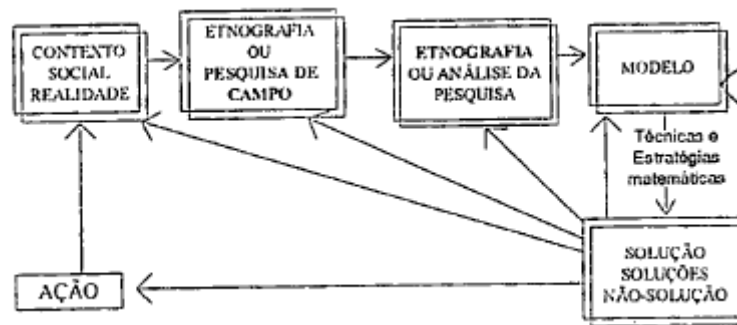 CONTEXTO
SOCIAL
REALIDADE
ETNOGRAFIA
OU
PESQUISA DE
CAMPO
ETNOGRAFIA
OU ANÁLISE DA
PESQUISA
MODELO
Técnicas e
Estratégias
matemáticas
SOLUÇÃO
SOLUÇÕES
NÃO-SOLUÇÃO
AÇÃO